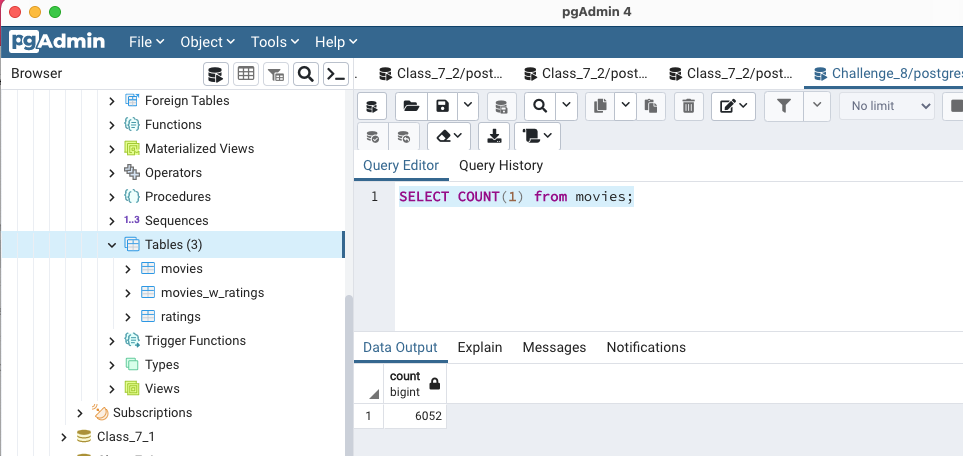 pgAdmin 4
pgAdmin File Object Tools Help
Browser
. Class_7_2/post... Class_7_2/post... Class_7_2/post... Challenge_8/postgres
No limit
Query Editor Query History
1 SELECT COUNT(1) from movies;
Foreign Tables
Functions
Materialized Views
Operators
Procedures
1..3 Sequences
Tables (3)
movies
movies_w_ratings
ratings
Trigger Functions
Types
Views
Subscriptions
Class_7_1
Data Output Explain Messages Notifications
count
bigint
1 6052